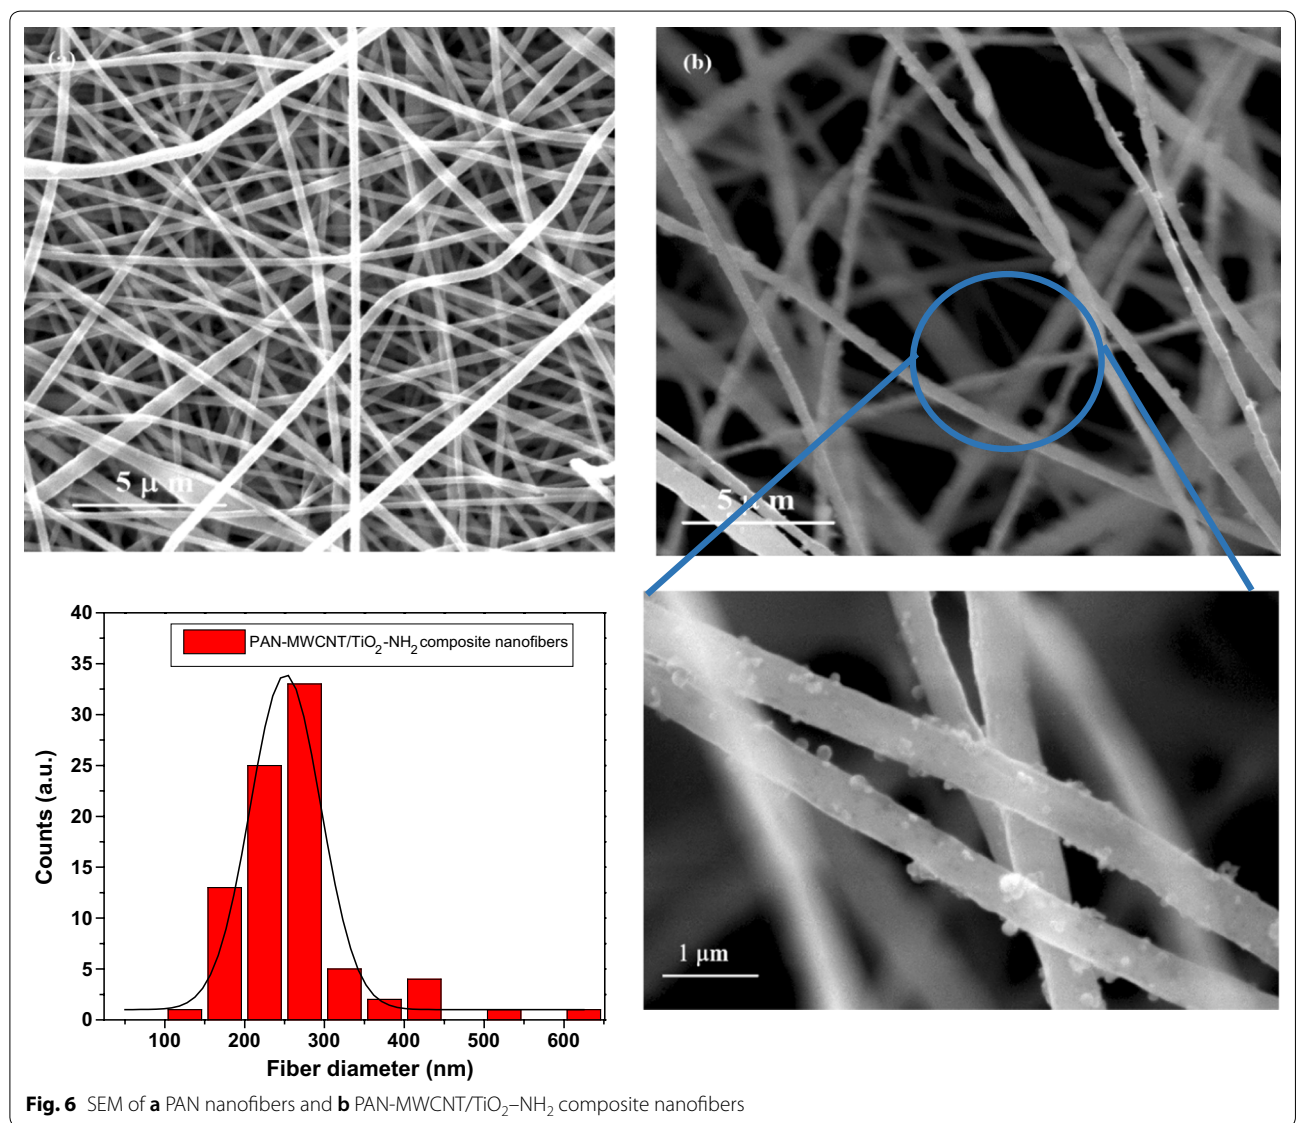 (a)
5 μ m
(b)
5 μ m
40
35
30
25
20
15
10
5
0
Counts (a.u.)
PAN-MWCNT/TiO₂-NH₂ composite nanofibers
100 200 300 400 500 600
Fiber diameter (nm)
1 μm
Fig. 6 SEM of a PAN nanofibers and b PAN-MWCNT/TiO₂–NH₂ composite nanofibers